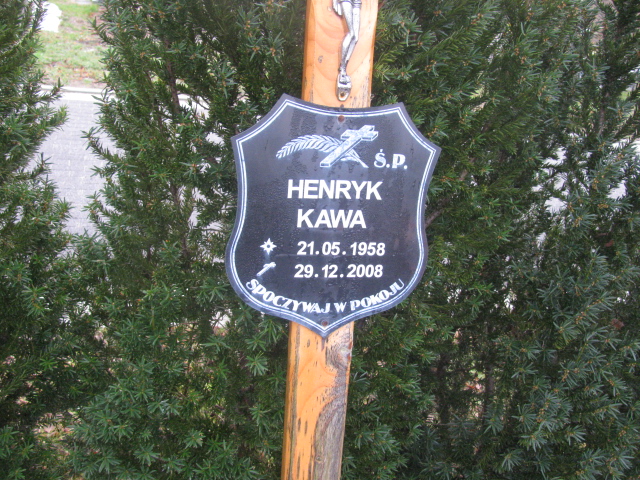 Ś.P.
HENRYK
KAWA
21.05.1958
29.12.2008
SPOCZYWAJ W POKOJU